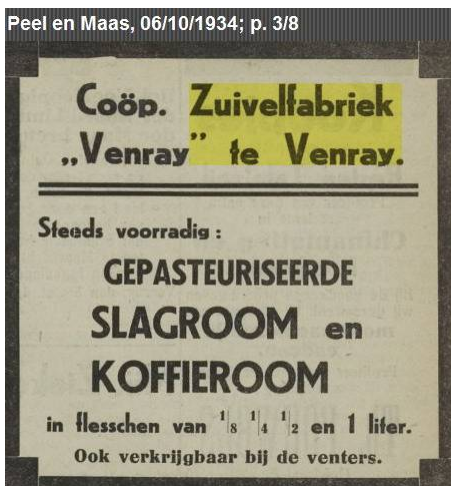 Peel en Maas, 06/10/1934; p. 3/8
Coöp. Zuivelfabriek
„Venray” te Venray.
Steeds voorradig:
GEPASTEURISEERDE
SLAGROOM en
KOFFIEROOM
in flesschen van 1/8 1/4 1/2 en 1 liter.
Ook verkrijgbaar bij de venters.